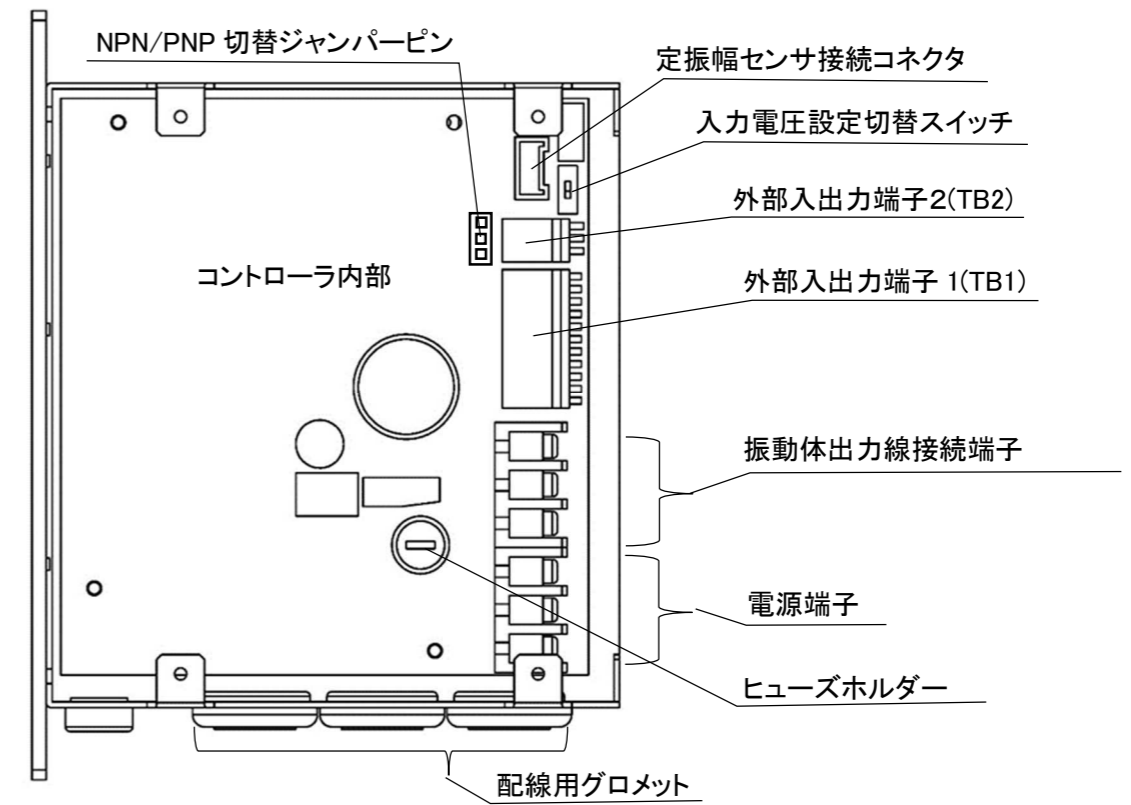 NPN/PNP 切替ジャンパーピン
定振幅センサ接続コネクタ
入力電圧設定切替スイッチ
外部入出力端子2(TB2)
コントローラ内部
外部入出力端子 1(TB1)
振動体出力線接続端子
電源端子
ヒューズホルダー
配線用グロメット